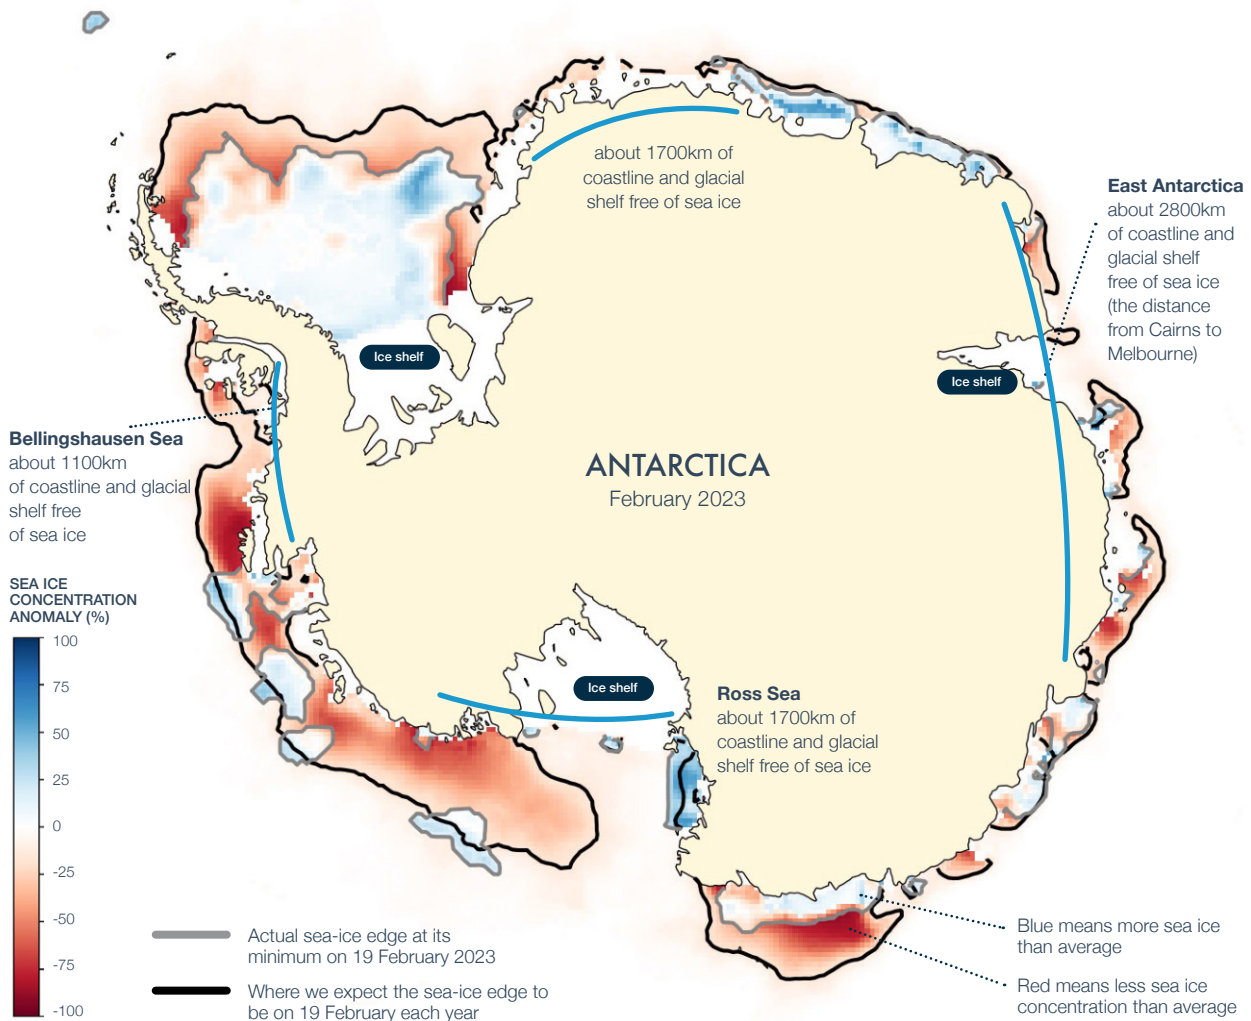 about 1700km of
coastline and glacial
shelf free of sea ice
East Antarctica
about 2800km
of coastline and
glacial shelf
free of sea ice
(the distance
from Cairns to
Melbourne)
Ice shelf
Ice shelf
Bellingshausen Sea
about 1100km
of coastline and glacial
shelf free
of sea ice
ANTARCTICA
February 2023
SEA ICE
CONCENTRATION
ANOMALY (%)
100
75
50
25
0
-25
-50
-75
-100
Ice shelf
Ross Sea
about 1700km of
coastline and glacial
shelf free of sea ice
Actual sea-ice edge at its
minimum on 19 February 2023
Where we expect the sea-ice edge to
be on 19 February each year
Blue means more sea ice
than average
Red means less sea ice
concentration than average